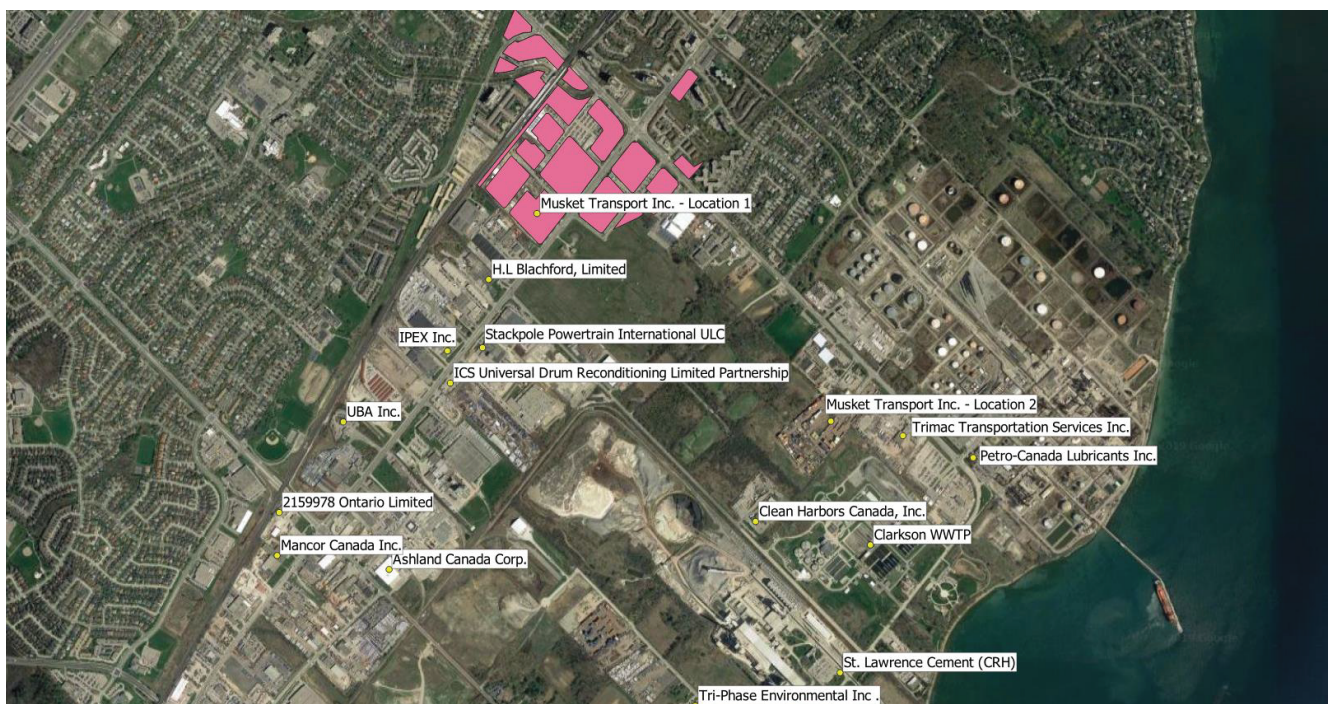 Musket Transport Inc. - Location 1
H.L Blachford, Limited
Stackpole Powertrain International ULC
IPEX Inc.
ICS Universal Drum Reconditioning Limited Partnership
UBA Inc.
Musket Transport Inc. - Location 2
Trimac Transportation Services Inc.
Petro-Canada Lubricants Inc.
2159978 Ontario Limited
Clean Harbors Canada, Inc.
Clarkson WWTP
Mancor Canada Inc.
Ashland Canada Corp.
St. Lawrence Cement (CRH)
Tri-Phase Environmental Inc .